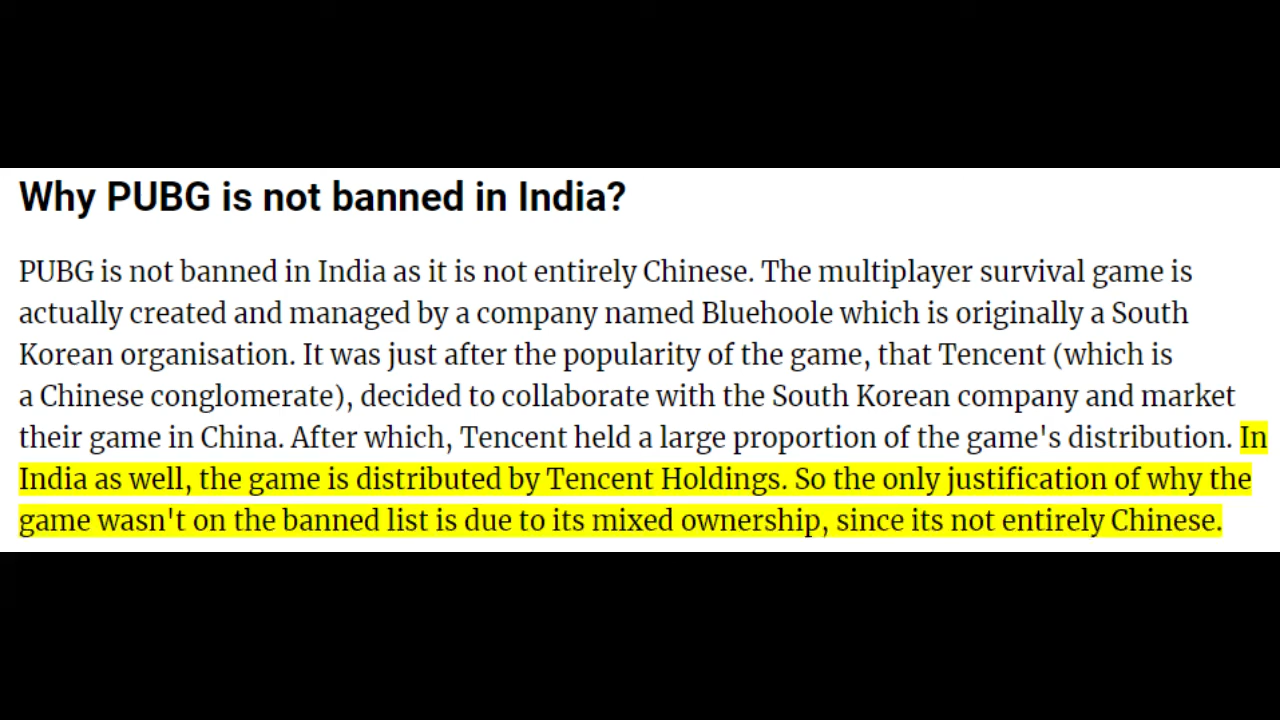 Why PUBG is not banned in India?
PUBG is not banned in India as it is not entirely Chinese. The multiplayer survival game is
actually created and managed by a company named Bluehoole which is originally a South
Korean organisation. It was just after the popularity of the game, that Tencent (which is
a Chinese conglomerate), decided to collaborate with the South Korean company and market
their game in China. After which, Tencent held a large proportion of the game's distribution. In
India as well, the game is distributed by Tencent Holdings. So the only justification of why the
game wasn't on the banned list is due to its mixed ownership, since its not entirely Chinese.